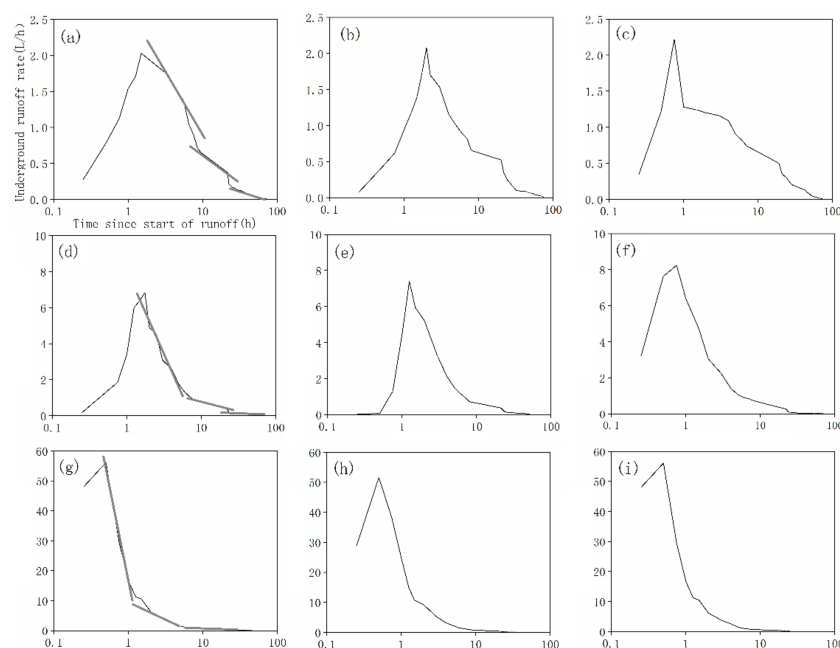 Underground runoff rate(L/h)
(a) (b) (c)
2.5 2.5 2.5
2.0 2.0 2.0
1.5 1.5 1.5
1.0 1.0 1.0
0.5 0.5 0.5
0.0 0.0 0.0
0.1 1 10 100 0.1 1 10 100 0.1 1 10 100
Time since start of runoff(h)
(d) (e) (f)
10 10 10
8 8 8
6 6 6
4 4 4
2 2 2
0 0 0
0.1 1 10 100 0.1 1 10 100 0.1 1 10 100
(g) (h) (i)
60 60 60
50 50 50
40 40 40
30 30 30
20 20 20
10 10 10
0 0 0
0.1 1 10 100 0.1 1 10 100 0.1 1 10 100